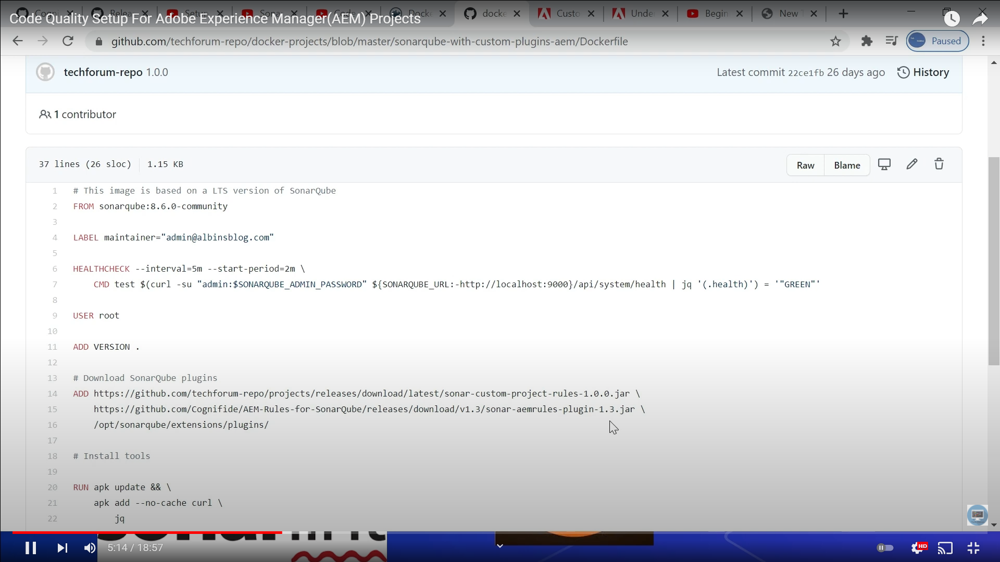 Cogni Relea Setu Sona Code Docke docke Custo Unde Begin New
Code Quality Setup For Adobe Experience Manager(AEM) Projects
github.com/techforum-repo/docker-projects/blob/master/sonarqube-with-custom-plugins-aem/Dockerfile
Paused
techforum-repo 1.0.0
Latest commit 22ce1fb 26 days ago
History
1 contributor
37 lines (26 sloc)
1.15 KB
Raw
Blame
1 # This image is based on a LTS version of SonarQube
2 FROM sonarqube:8.6.0-community
3
4 LABEL maintainer="admin@albinsblog.com"
5
6 HEALTHCHECK --interval=5m --start-period=2m \
7 CMD test $(curl -su "admin:$SONARQUBE_ADMIN_PASSWORD" ${SONARQUBE_URL:-http://localhost:9000}/api/system/health | jq '(.health)') = '"GREEN"'
8
9 USER root
10
11 ADD VERSION .
12
13 # Download SonarQube plugins
14 ADD https://github.com/techforum-repo/projects/releases/download/latest/sonar-custom-project-rules-1.0.0.jar \
15 https://github.com/Cognifide/AEM-Rules-for-SonarQube/releases/download/v1.3/sonar-aemrules-plugin-1.3.jar \
16 /opt/sonarqube/extensions/plugins/
17
18 # Install tools
19
20 RUN apk update && \
21 apk add --no-cache curl \
22 jq
5:14 / 18:57
HD